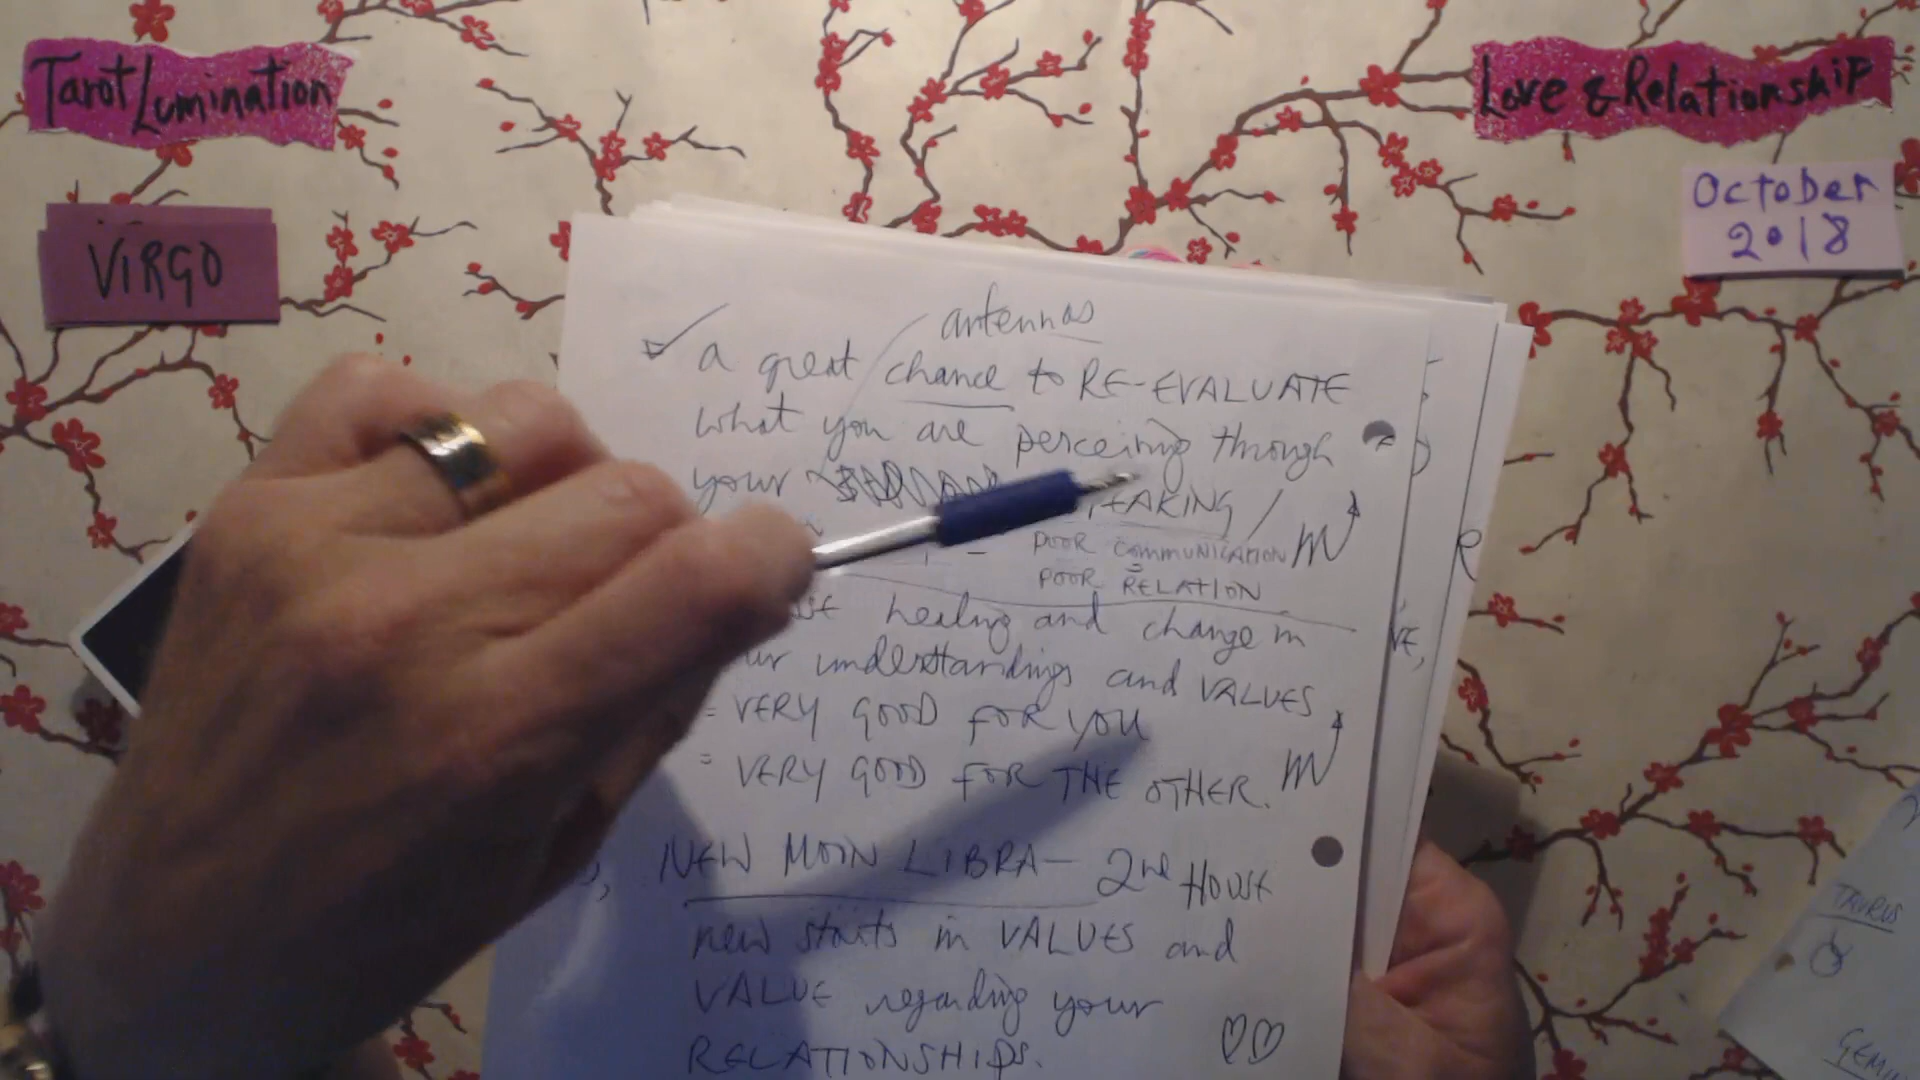 Tarot Lumination
Love & Relationship
VIRGO
October
2018
antennas
a great chance to RE-EVALUATE
what you are perceiving through
your
POOR COMMUNICATION
POOR RELATION
healing and change in
understandings and VALUES
= VERY GOOD FOR YOU
= VERY GOOD FOR THE OTHER.
NEW MOON LIBRA - 2nd House
new starts in VALUES and
VALUE regarding your
RELATIONSHIPS.
TAURUS